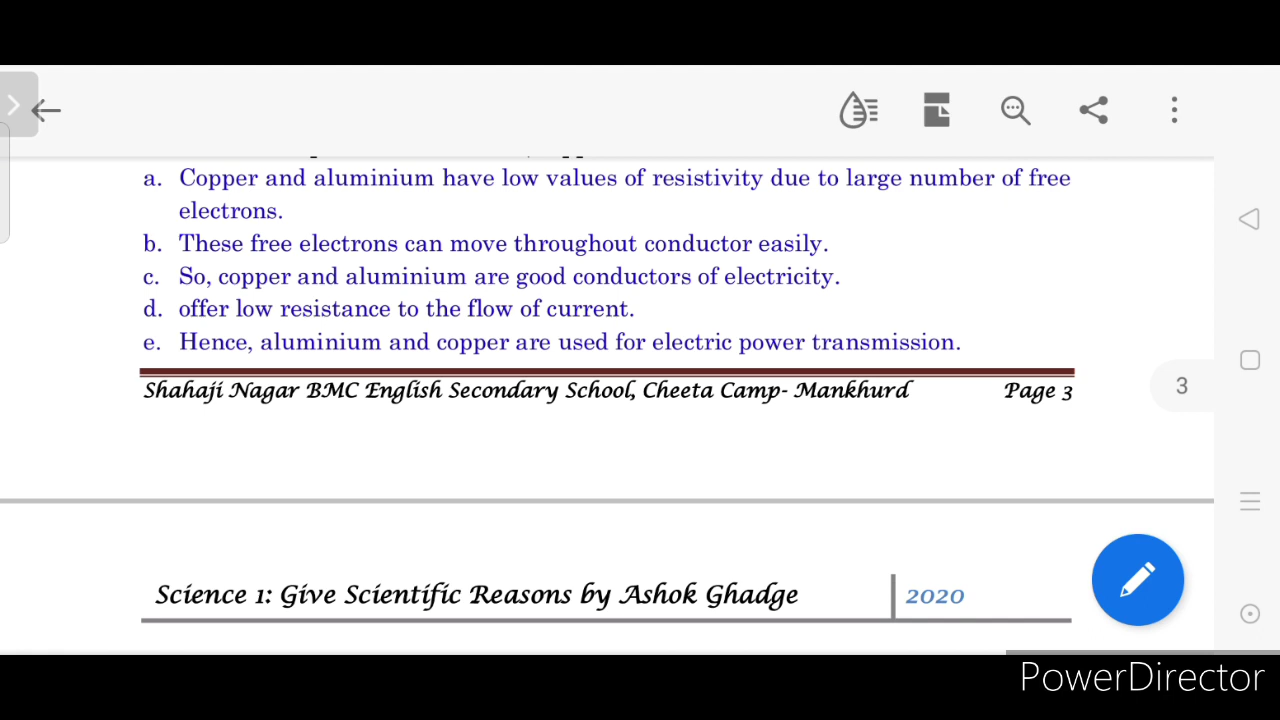 a. Copper and aluminium have low values of resistivity due to large number of free
electrons.
b. These free electrons can move throughout conductor easily.
c. So, copper and aluminium are good conductors of electricity.
d. offer low resistance to the flow of current.
e. Hence, aluminium and copper are used for electric power transmission.
Shahaji Nagar BMC English Secondary School, Cheeta Camp- Mankhurd Page 3
3
Science 1: Give Scientific Reasons by Ashok Ghadge 2020
PowerDirector